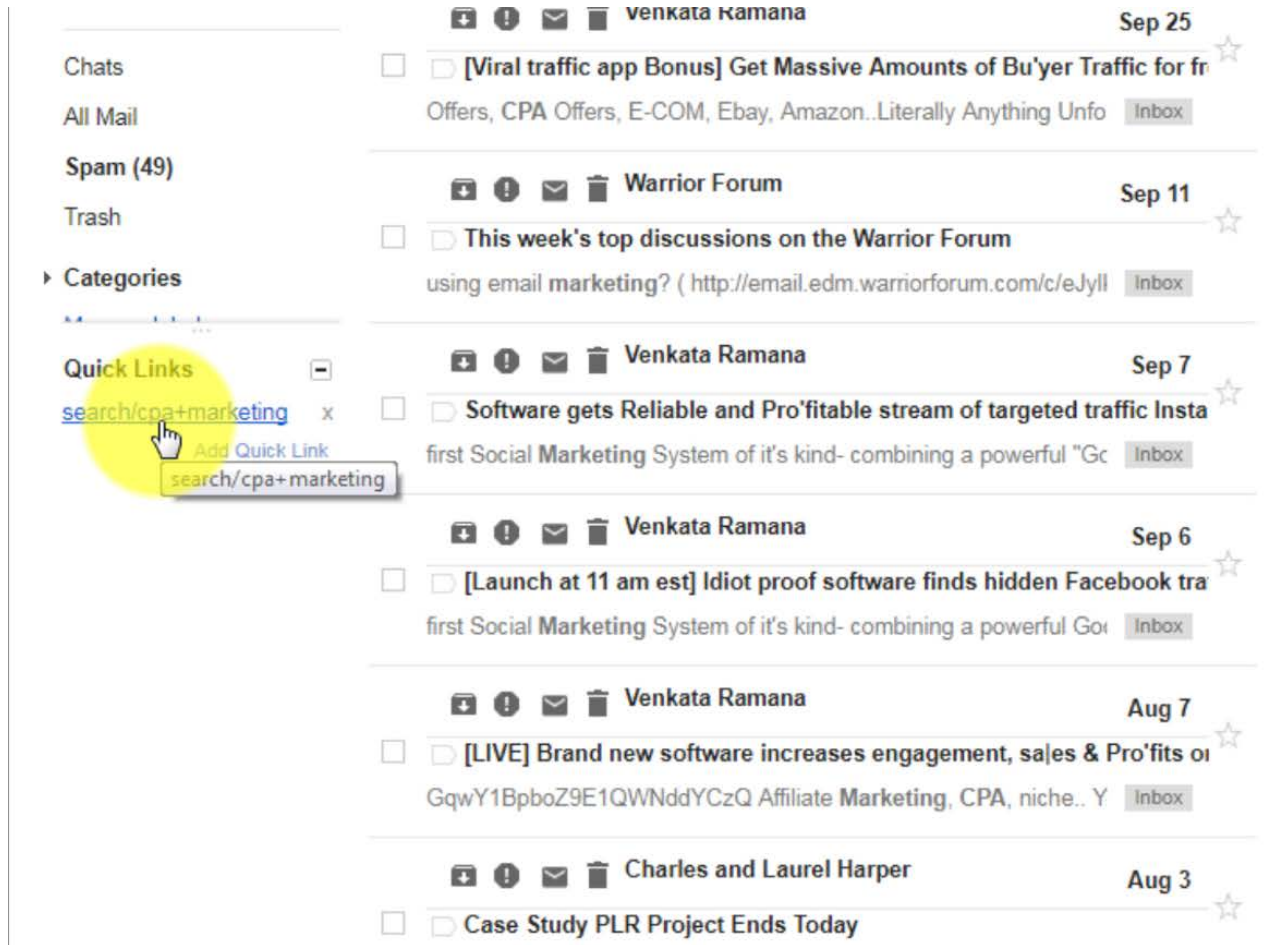 Chats
All Mail
Spam (49)
Trash
Categories
Quick Links
search/cpa+marketing x
Add Quick Link
search/cpa+marketing
Venkata Ramana
Sep 25
[Viral traffic app Bonus] Get Massive Amounts of Bu'yer Traffic for
Offers, CPA Offers, E-COM, Ebay, Amazon..Literally Anything Unfo Inbox
Warrior Forum
Sep 11
This week's top discussions on the Warrior Forum
using email marketing? ( http://email.edm.warriorforum.com/c/eJylI Inbox
Venkata Ramana
Sep 7
Software gets Reliable and Pro'fitable stream of targeted traffic Insta
first Social Marketing System of it's kind- combining a powerful "Gc Inbox
Venkata Ramana
Sep 6
[Launch at 11 am est] Idiot proof software finds hidden Facebook tra
first Social Marketing System of it's kind- combining a powerful Inbox
Venkata Ramana
Aug 7
[LIVE] Brand new software increases engagement, sa|es & Pro'fits
GqwY1BpboZ9E1QWNddYCzQ Affiliate Marketing, CPA, niche.. Y Inbox
Charles and Laurel Harper
Aug 3
Case Study PLR Project Ends Today